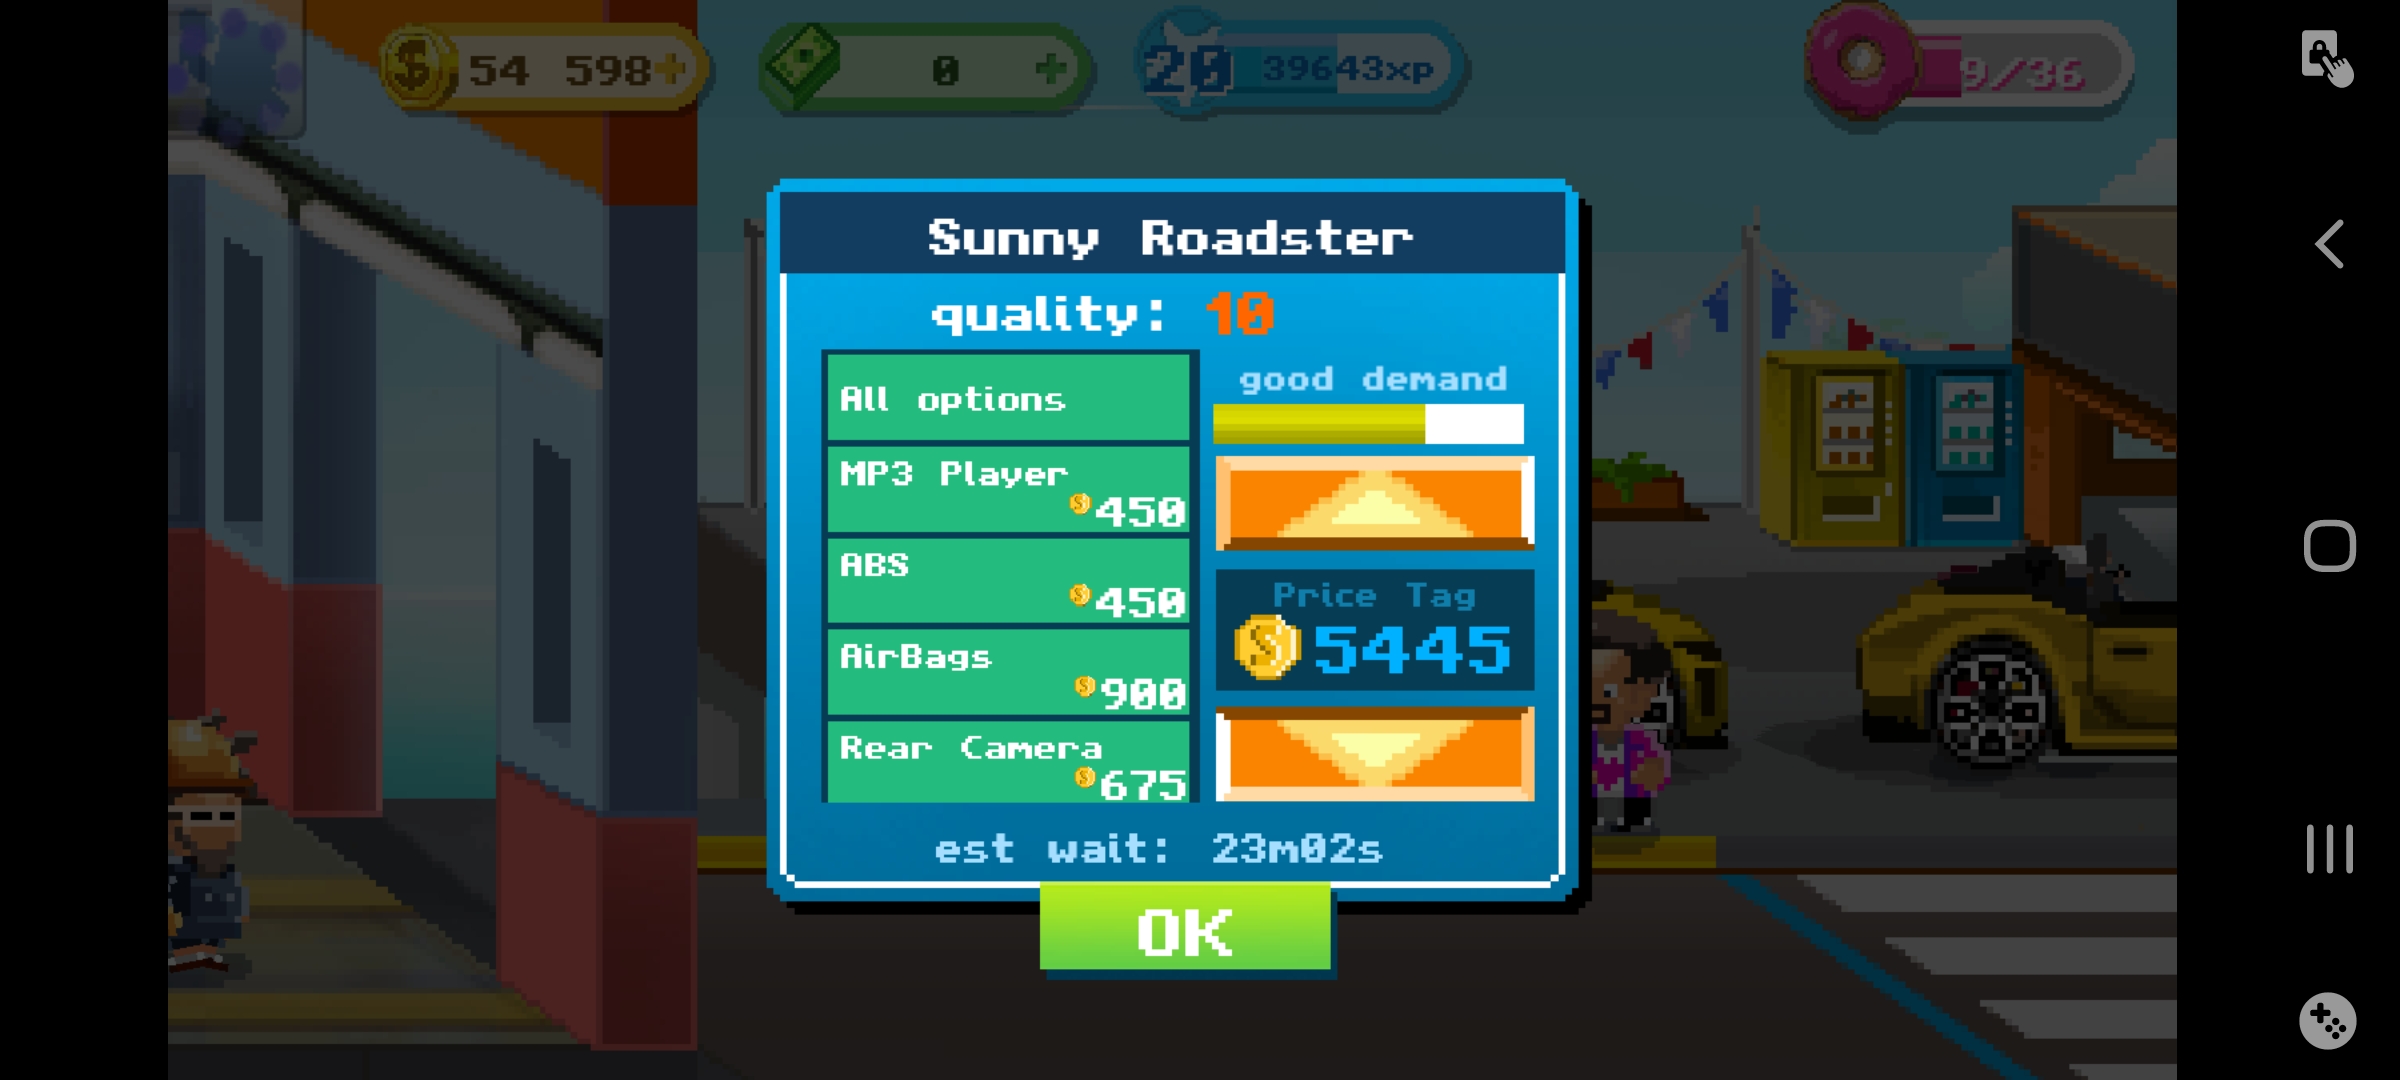 54 598+
0 +
20 39643xp
9/36
Sunny Roadster
quality: 10
All options
good demand
MP3 Player
450
ABS
450
Price Tag
5445
AirBags
900
Rear Camera
675
est wait: 23m02s
OK